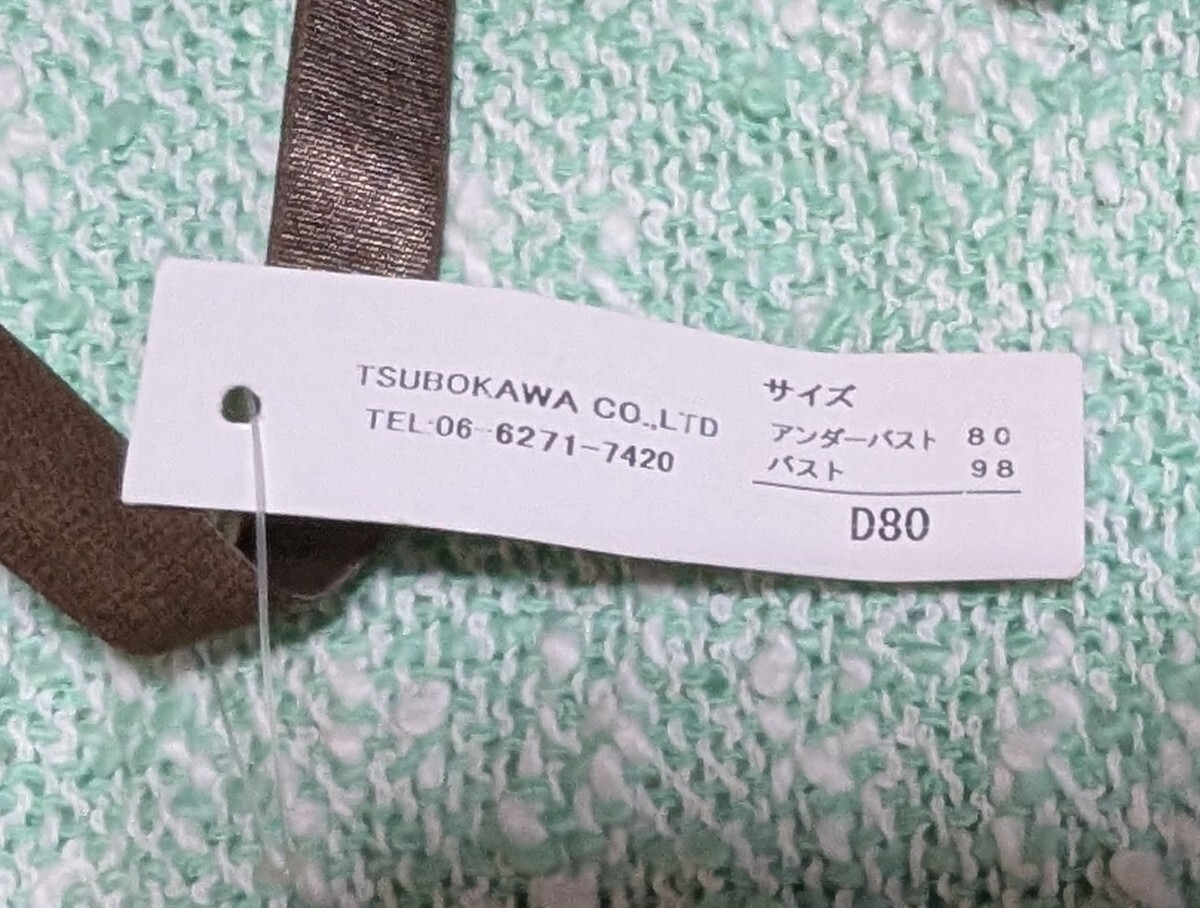 TSUBOKAWA CO.,LTD
TEL:06-6271-7420
サイズ
アンダーバスト 80
バスト 98
D80